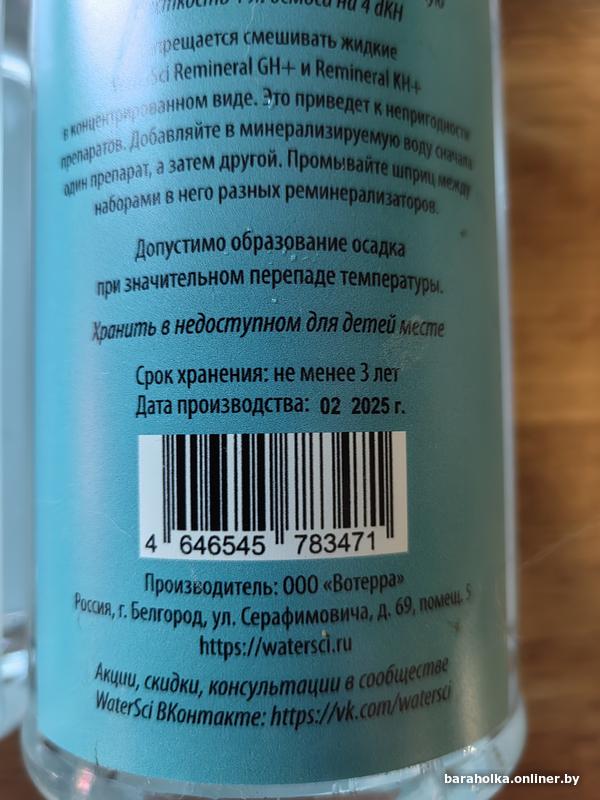 на 4 dKH
смешивать жидкие
Remineral GH+ и Remineral KH+
в концентрированном виде. Это приведет к непригодности
препаратов. Добавляйте в минерализируемую воду сначала
один препарат, а затем другой. Промывайте шприц между
наборами в него разных реминерализаторов.
Допустимо образование осадка
при значительном перепаде температуры.
Хранить в недоступном для детей месте
Срок хранения: не менее 3 лет
Дата производства: 02 2025 г.
4 646545 783471
Производитель: ООО «Вотерра»
Россия, г. Белгород, ул. Серафимовича, д. 69, помещ. 5
https://watersci.ru
Акции, скидки, консультации в сообществе
WaterSci ВКонтакте: https://vk.com/watersci
baraholka.onliner.by